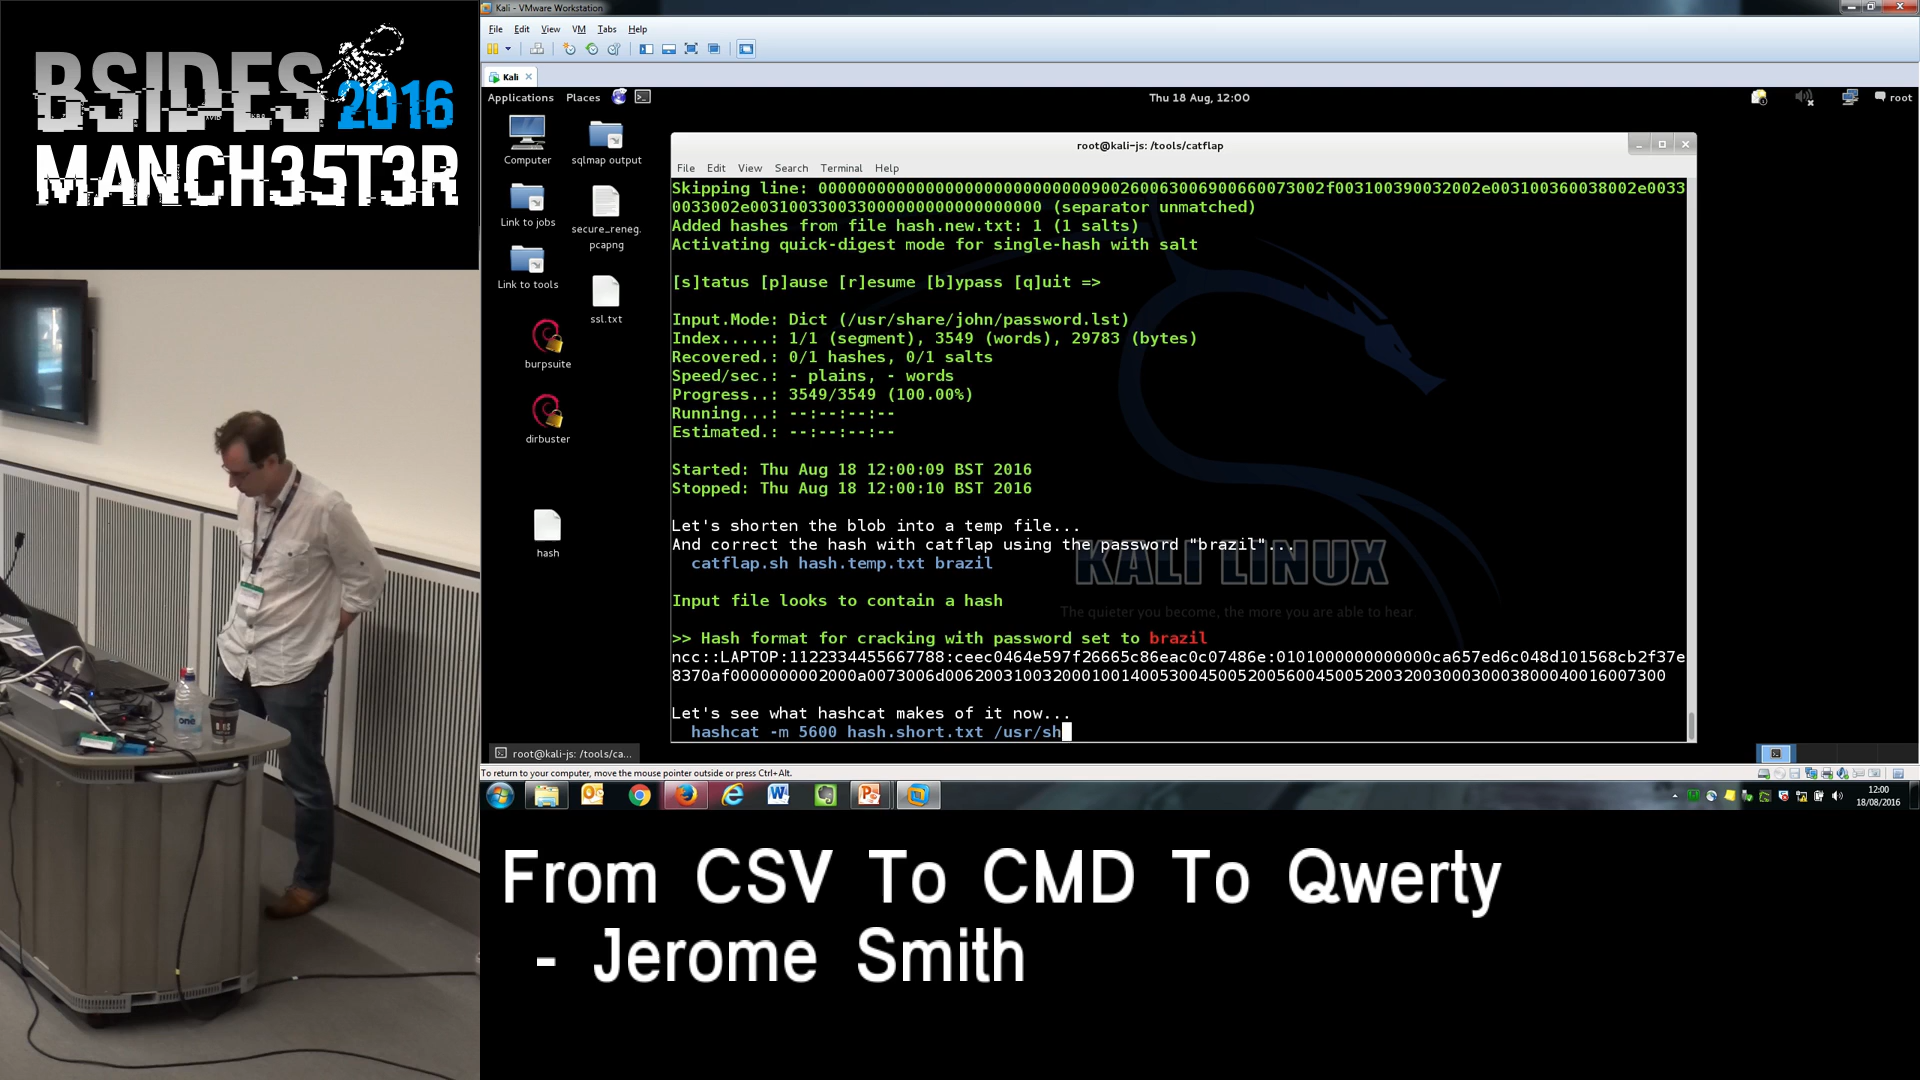 BSIDES
2016
MANCH35T3R
Kali - VMware Workstation
File Edit View VM Tabs Help
Kali
Applications Places
Thu 18 Aug, 12:00
root
Computer
sqlmap output
Link to jobs
secure_reneg.
pcapng
Link to tools
ssl.txt
burpsuite
dirbuster
hash
root@kali-js: /tools/catflap
File Edit View Search Terminal Help
(separator unmatched)
Added hashes from file hash.new.txt: 1 (1 salts)
Activating quick-digest mode for single-hash with salt
[s]tatus [p]ause [r]esume [b]ypass [q]uit =>
Input.Mode: Dict (/usr/share/john/password.lst)
Index.....: 1/1 (segment), 3549 (words), 29783 (bytes)
Recovered.: 0/1 hashes, 0/1 salts
Speed/sec.: - plains, - words
Progress..: 3549/3549 (100.00%)
Running...: --:--:--:--
Estimated.: --:--:--:--
Started: Thu Aug 18 12:00:09 BST 2016
Stopped: Thu Aug 18 12:00:10 BST 2016
Let's shorten the blob into a temp file...
And correct the hash with catflap using the password "brazil"...
catflap.sh hash.temp.txt brazil
KALI LINUX
Input file looks to contain a hash
The quieter you become, the more you are able to hear.
>> Hash format for cracking with password set to brazil
ncc::LAPTOP:1122334455667788:ceec0464e597f26665c86eac0c07486e:0101000000000000ca657ed6c048d101568cb2f37e
8370af0000000002000a0073006d0062003100320001001400530045005200560045005200320030003000380004001600​7300
Let's see what hashcat makes of it now...
hashcat -m 5600 hash.short.txt /usr/sh
root@kali-js: /tools/ca...
To return to your computer, move the mouse pointer outside or press Ctrl+Alt.
12:00
18/08/2016
one
From CSV To CMD To Qwerty
- Jerome Smith